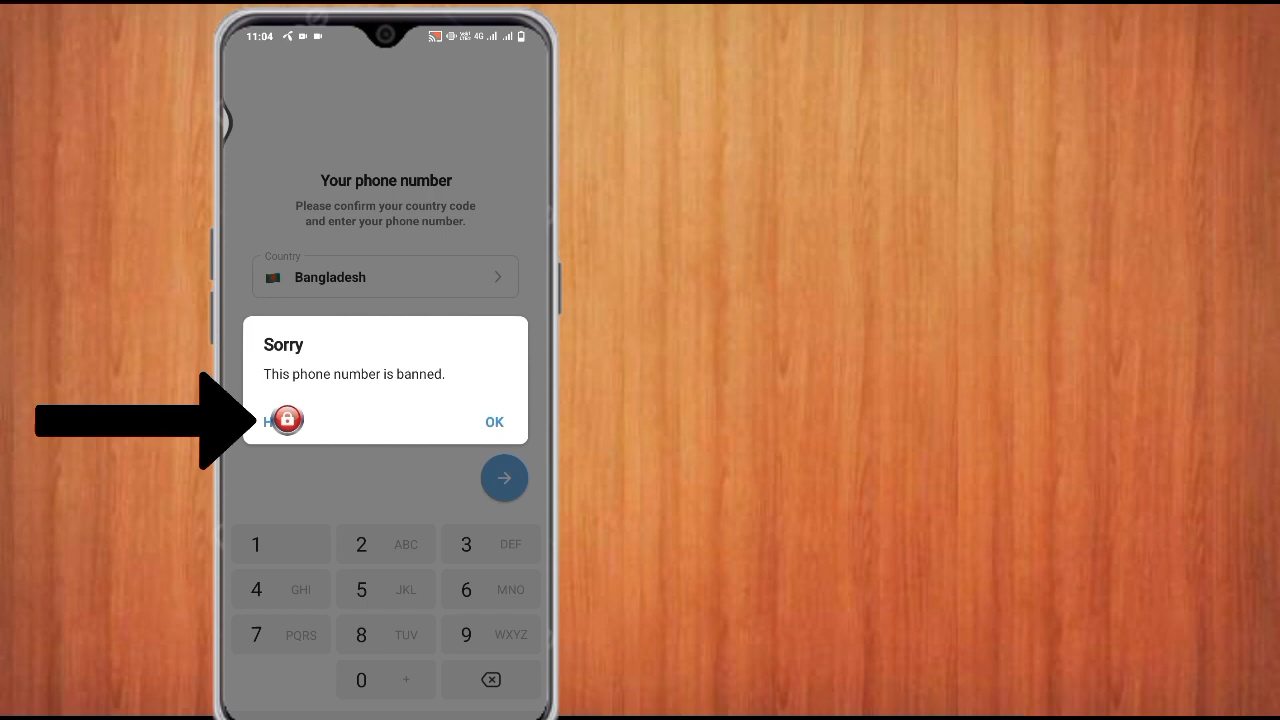 11:04
4G
Your phone number
Please confirm your country code
and enter your phone number.
Country
Bangladesh
Sorry
This phone number is banned.
OK
1
2 ABC
3 DEF
4 GHI
5 JKL
6 MNO
7 PQRS
8 TUV
9 WXYZ
0 +